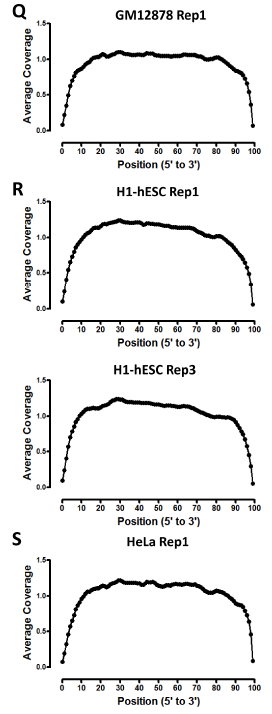 Q
GM12878 Rep1
Average Coverage
1.5
1.0
0.5
0.0
0 10 20 30 40 50 60 70 80 90 100
Position (5' to 3')
R
H1-hESC Rep1
Average Coverage
1.5
1.0
0.5
0.0
0 10 20 30 40 50 60 70 80 90 100
Position (5' to 3')
H1-hESC Rep3
Average Coverage
1.5
1.0
0.5
0.0
0 10 20 30 40 50 60 70 80 90 100
Position (5' to 3')
S
HeLa Rep1
Average Coverage
1.5
1.0
0.5
0.0
0 10 20 30 40 50 60 70 80 90 100
Position (5' to 3')